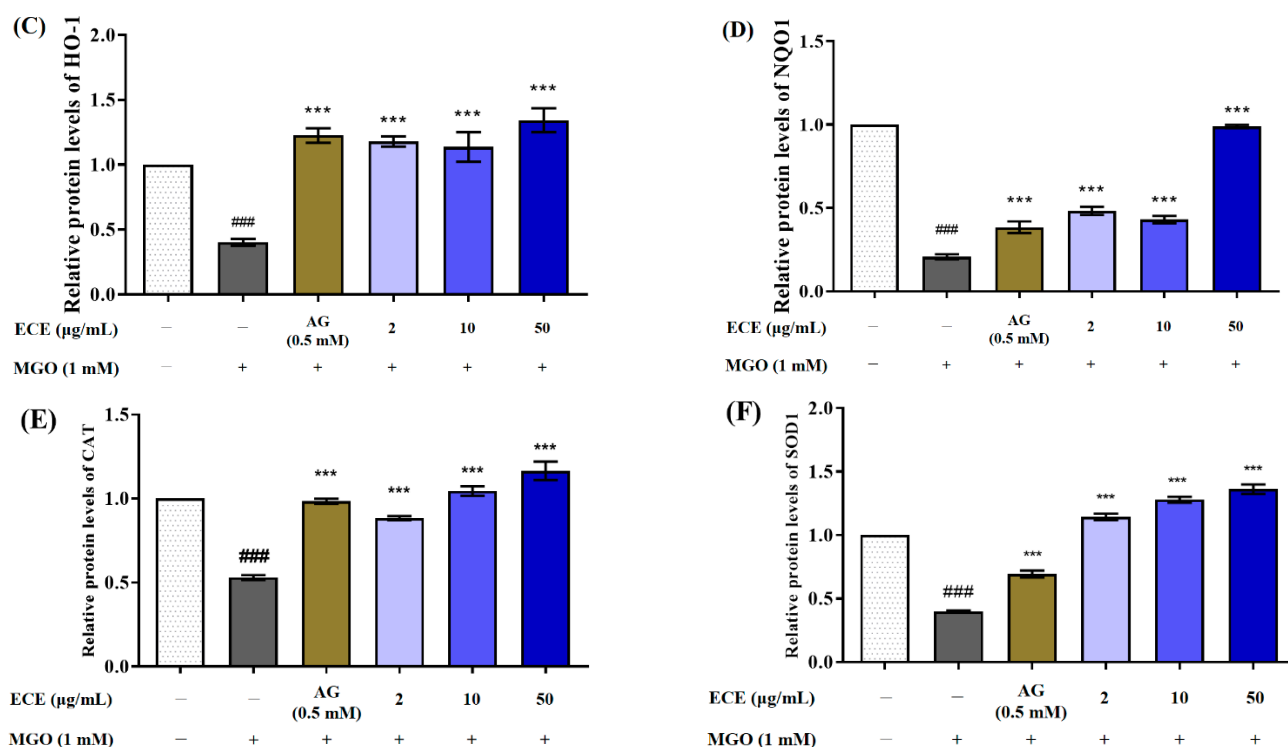 (C)
Relative protein levels of HO-1
2.0
1.5
1.0
0.5
0.0
###
***
***
***
***
ECE (µg/mL) — — AG (0.5 mM) 2 10 50
MGO (1 mM) — + + + + +
(D)
Relative protein levels of NQO1
1.5
1.0
0.5
0.0
###
***
***
***
***
ECE (µg/mL) — — AG (0.5 mM) 2 10 50
MGO (1 mM) — + + + + +
(E)
Relative protein levels of CAT
1.5
1.0
0.5
0.0
###
***
***
***
***
ECE (µg/mL) — — AG (0.5 mM) 2 10 50
MGO (1 mM) — + + + + +
(F)
Relative protein levels of SOD1
2.0
1.5
1.0
0.5
0.0
###
***
***
***
***
ECE (µg/mL) — — AG (0.5 mM) 2 10 50
MGO (1 mM) — + + + + +